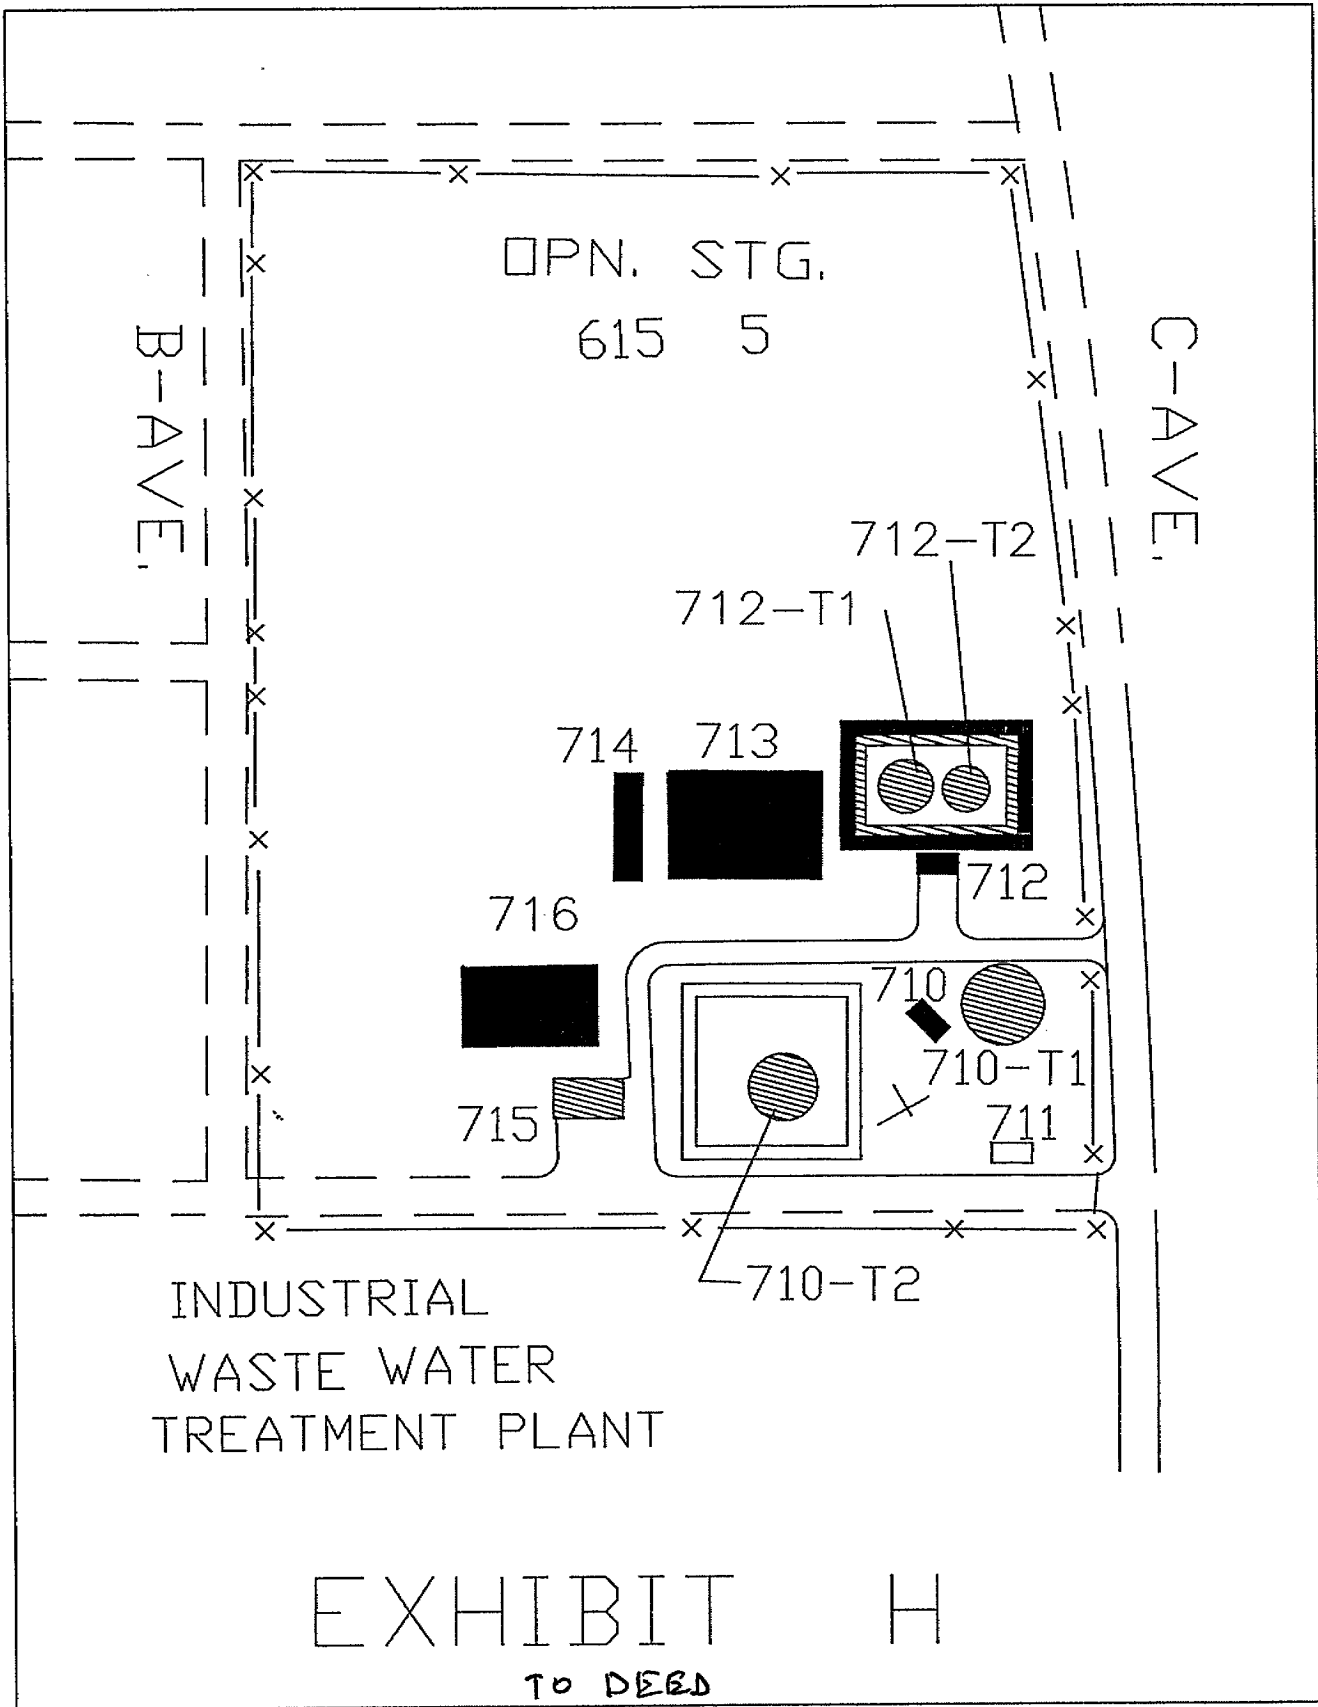 OPN. STG.
615 5
B-AVE.
C-AVE.
712-T2
712-T1
714
713
712
716
710
710-T1
715
711
710-T2
INDUSTRIAL
WASTE WATER
TREATMENT PLANT
EXHIBIT H
TO DEED